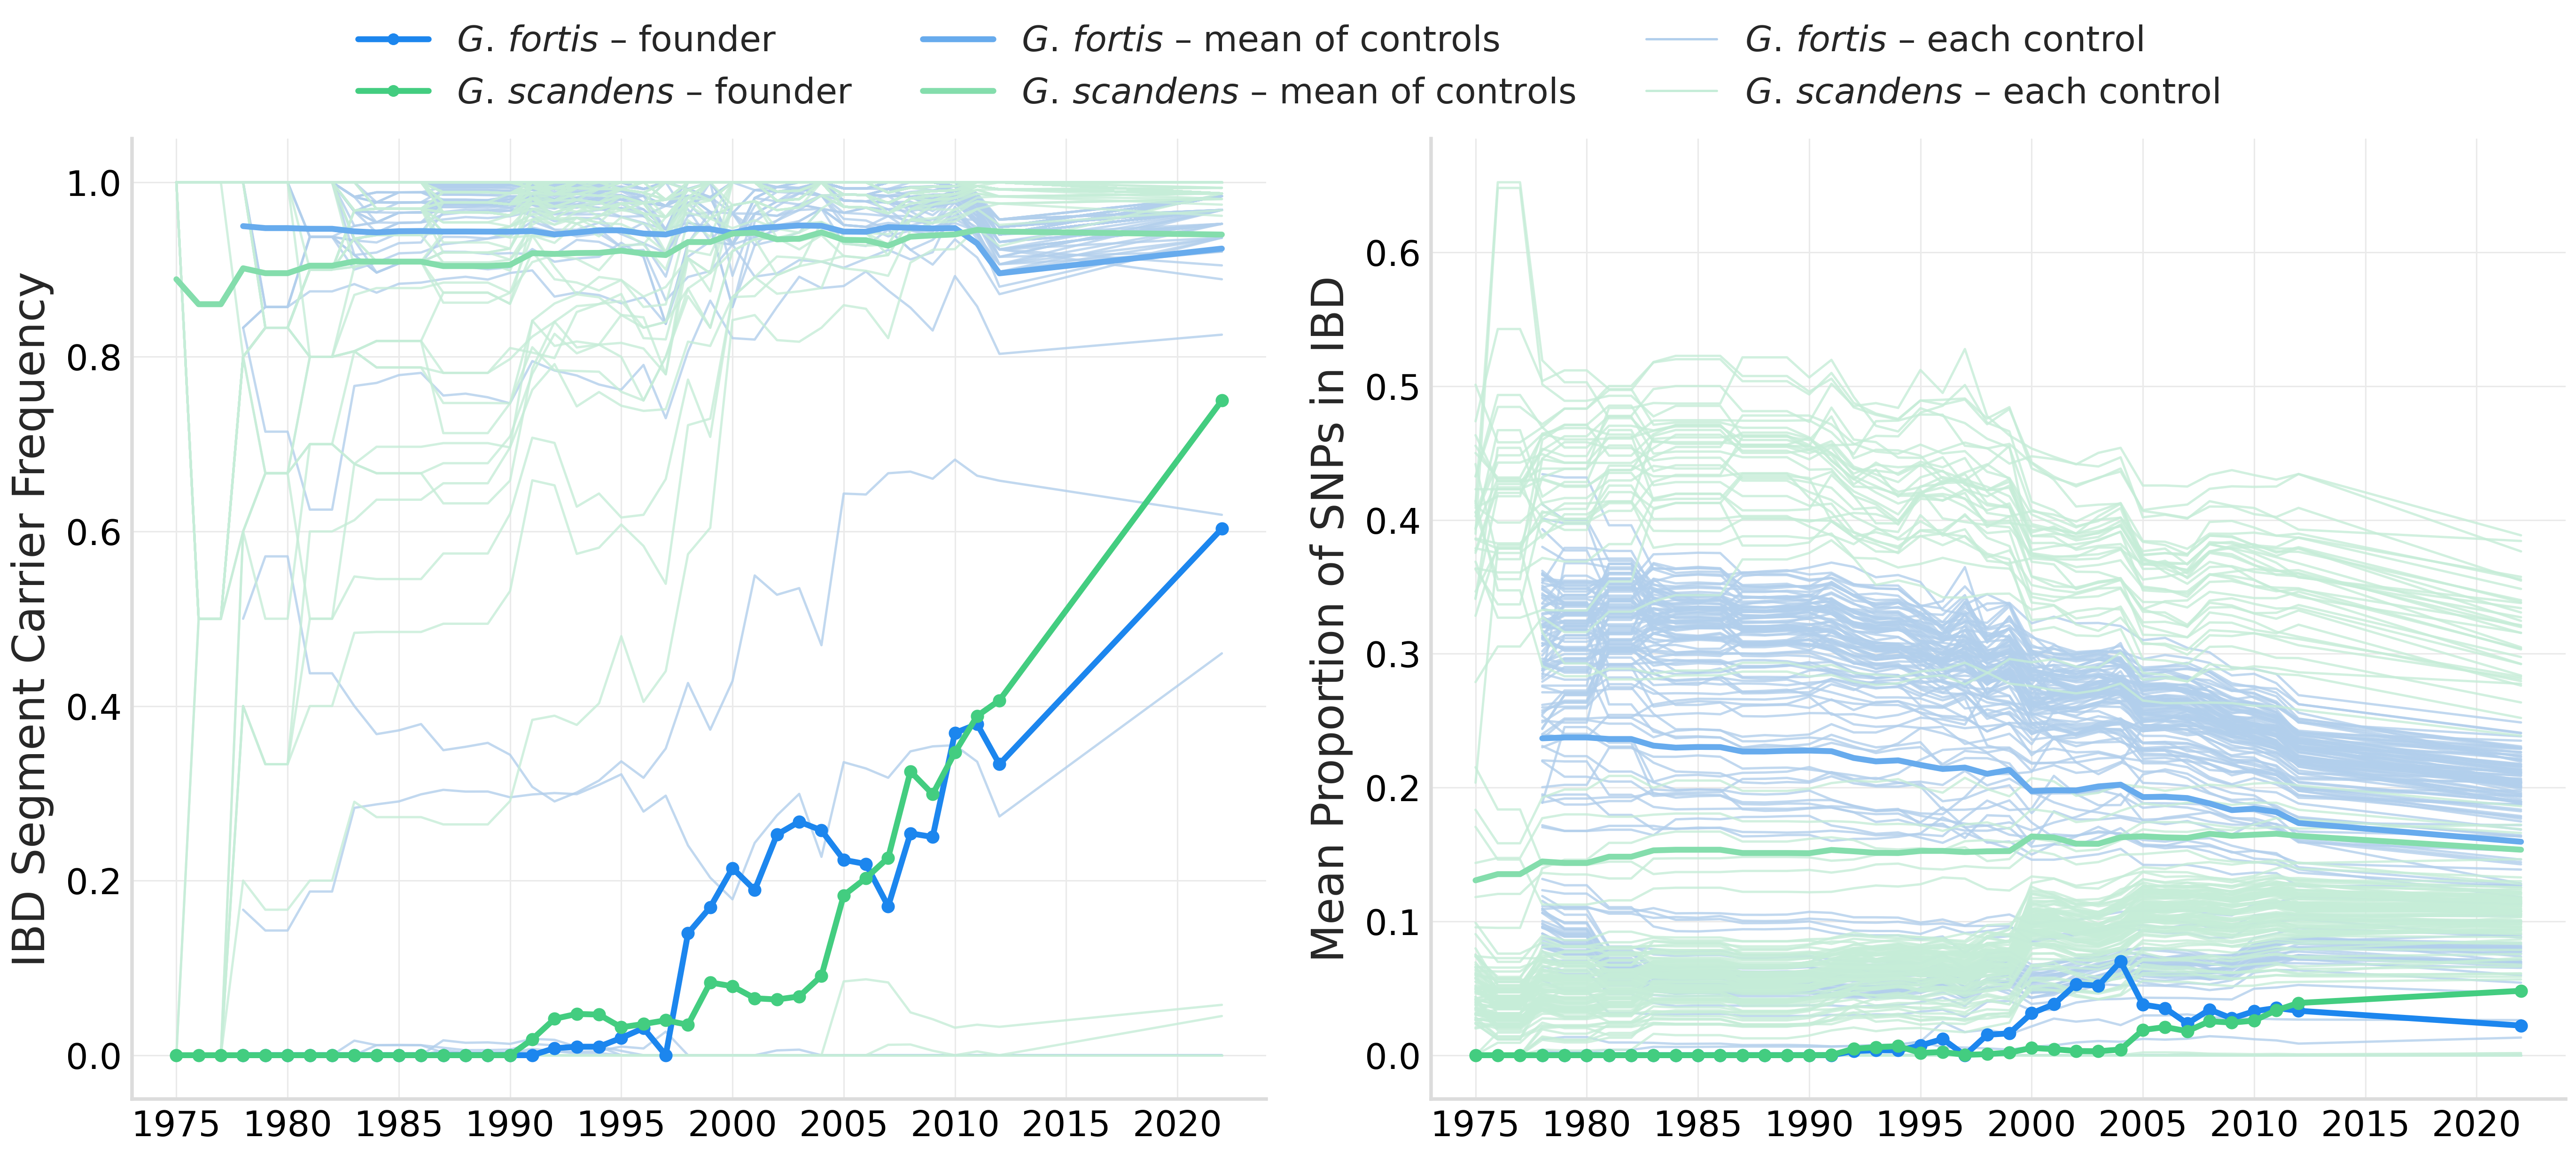 G. fortis – founder
G. fortis – mean of controls
G. fortis – each control
G. scandens – founder
G. scandens – mean of controls
G. scandens – each control
IBD Segment Carrier Frequency
1.0
0.8
0.6
0.4
0.2
0.0
1975 1980 1985 1990 1995 2000 2005 2010 2015 2020
Mean Proportion of SNPs in IBD
0.6
0.5
0.4
0.3
0.2
0.1
0.0
1975 1980 1985 1990 1995 2000 2005 2010 2015 2020